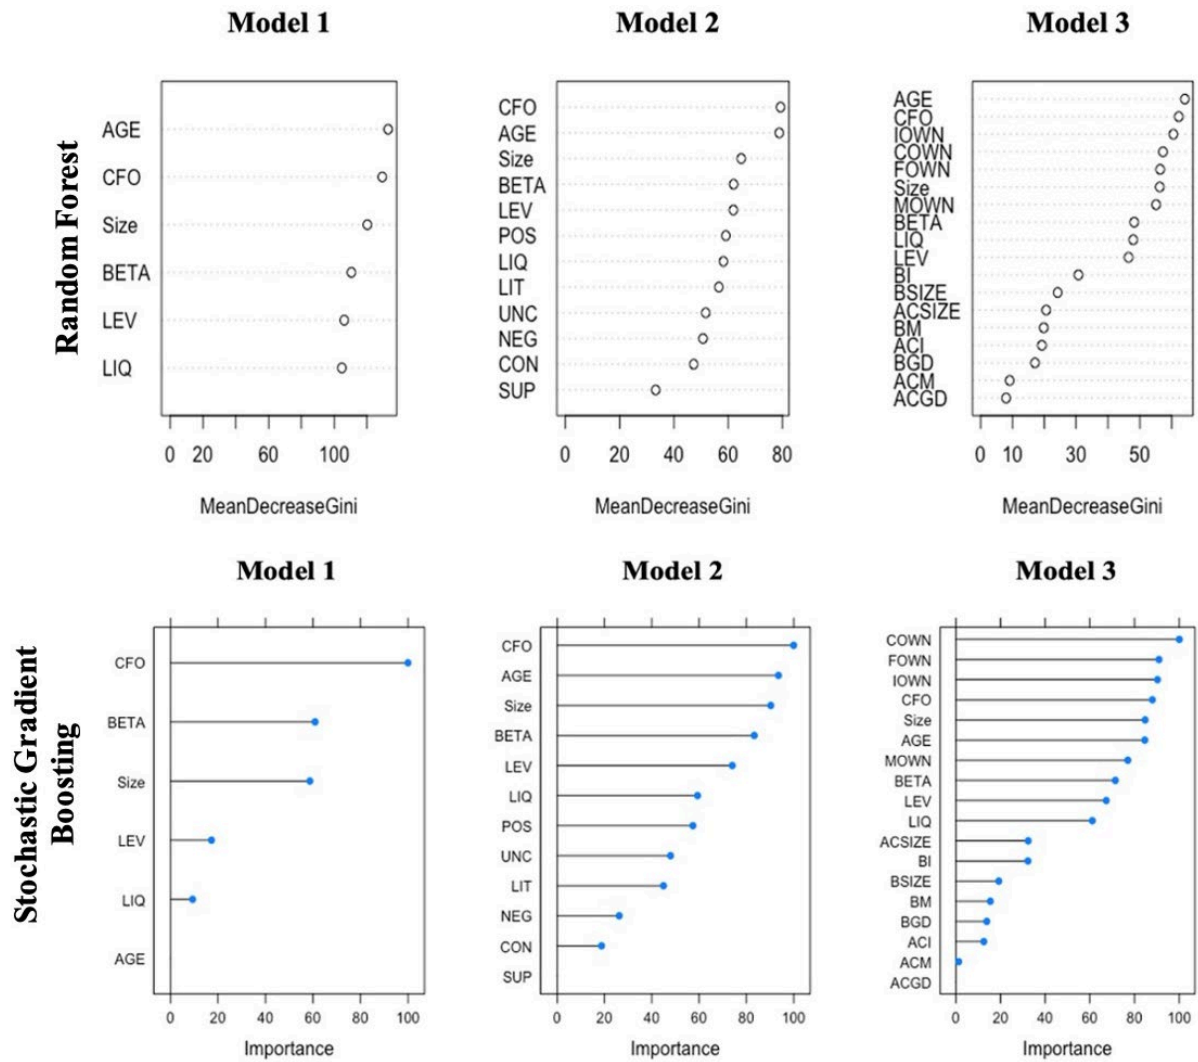 Model 1
Model 2
Model 3
Random Forest
AGE
CFO
Size
BETA
LEV
LIQ
0 20 60 100
MeanDecreaseGini
CFO
AGE
Size
BETA
LEV
POS
LIQ
LIT
UNC
NEG
CON
SUP
0 20 40 60 80
MeanDecreaseGini
AGE
CFO
IOWN
COWN
FOWN
Size
MOWN
BETA
LIQ
LEV
BI
BSIZE
ACSIZE
BM
ACI
BGD
ACM
ACGD
0 10 30 50
MeanDecreaseGini
Model 1
Model 2
Model 3
Stochastic Gradient
Boosting
CFO
BETA
Size
LEV
LIQ
AGE
0 20 40 60 80 100
Importance
CFO
AGE
Size
BETA
LEV
LIQ
POS
UNC
LIT
NEG
CON
SUP
0 20 40 60 80 100
Importance
COWN
FOWN
IOWN
CFO
Size
AGE
MOWN
BETA
LEV
LIQ
ACSIZE
BI
BSIZE
BM
BGD
ACI
ACM
ACGD
0 20 40 60 80 100
Importance